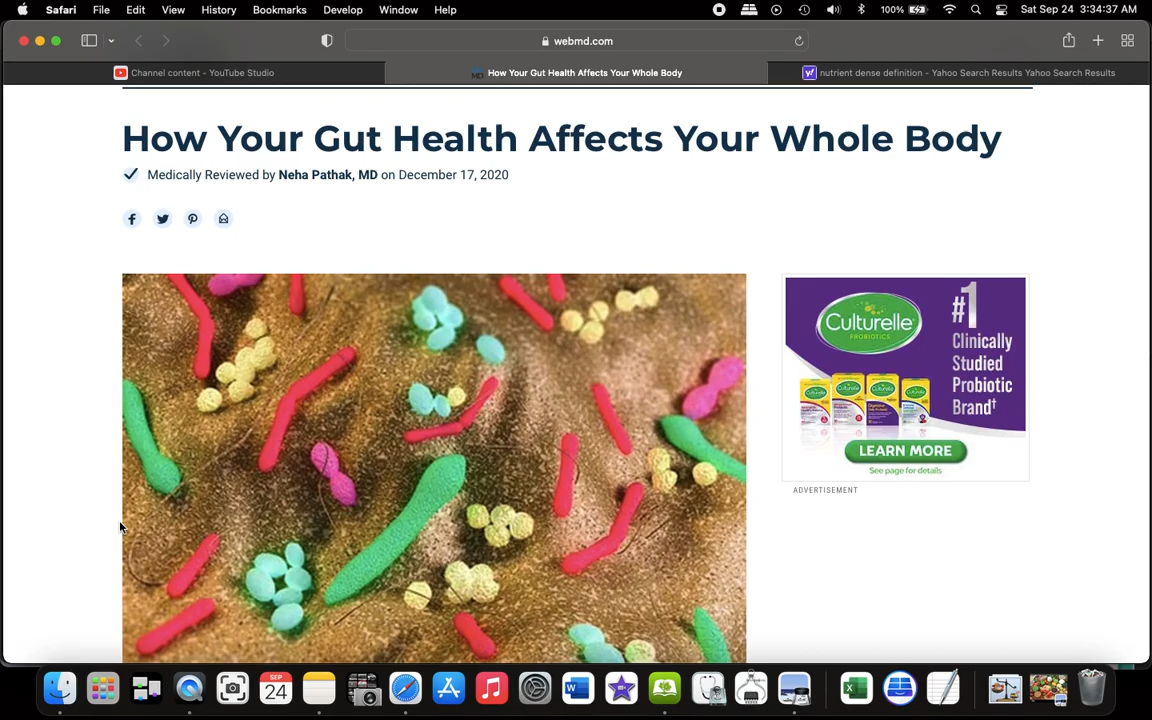 Safari File Edit View History Bookmarks Develop Window Help 100% Sat Sep 24 3:34:37 AM
webmd.com
Channel content - YouTube Studio
How Your Gut Health Affects Your Whole Body
nutrient dense definition - Yahoo Search Results Yahoo Search Results
How Your Gut Health Affects Your Whole Body
Medically Reviewed by Neha Pathak, MD on December 17, 2020
Culturelle
PROBIOTICS
#1
Clinically
Studied
Probiotic
Brand†
LEARN MORE
See page for details
ADVERTISEMENT
SEP
24